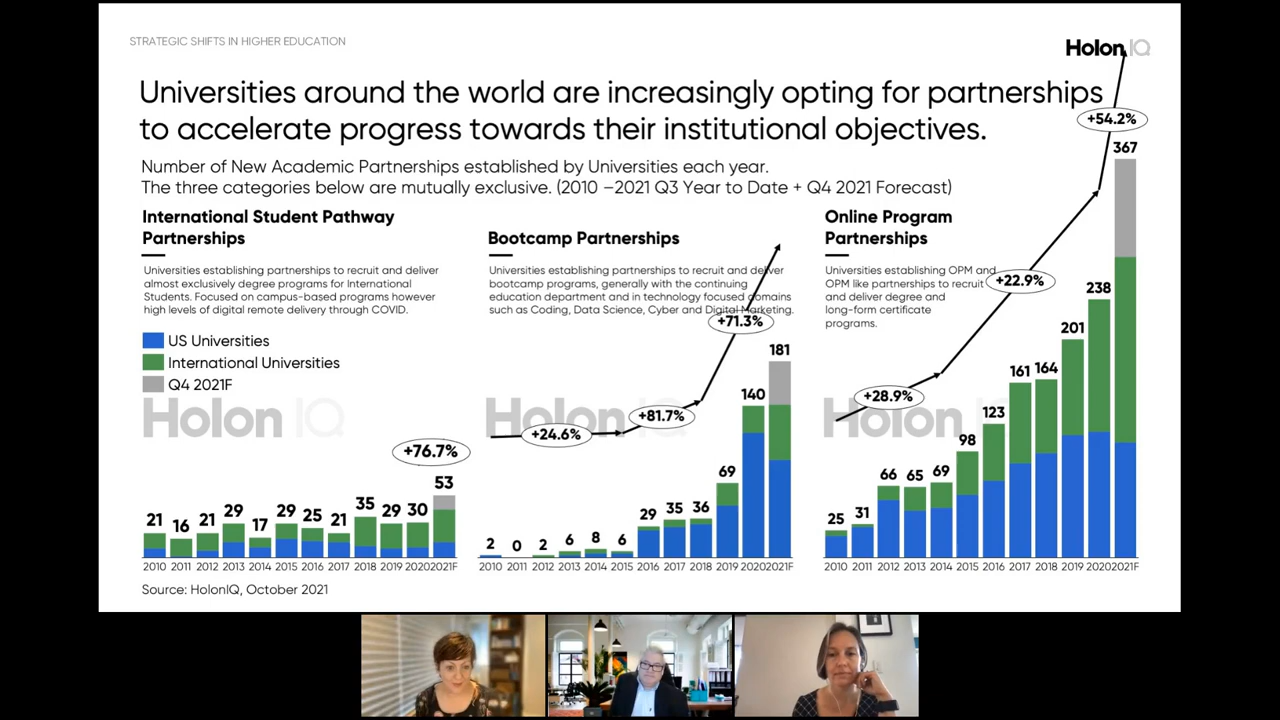 STRATEGIC SHIFTS IN HIGHER EDUCATION
Holon IQ
Universities around the world are increasingly opting for partnerships
to accelerate progress towards their institutional objectives.
Number of New Academic Partnerships established by Universities each year.
The three categories below are mutually exclusive. (2010 –2021 Q3 Year to Date + Q4 2021 Forecast)
International Student Pathway
Partnerships
Universities establishing partnerships to recruit and deliver
almost exclusively degree programs for International
Students. Focused on campus-based programs however
high levels of digital remote delivery through COVID.
US Universities
International Universities
Q4 2021F
Holon IQ
+76.7%
21 16 21 29 17 29 25 21 35 29 30 53
2010 2011 2012 2013 2014 2015 2016 2017 2018 2019 2020 2021F
Bootcamp Partnerships
Universities establishing partnerships to recruit and deliver
bootcamp programs, generally with the continuing
education department and in technology focused domains
such as Coding, Data Science, Cyber and Digital Marketing.
Holon IQ
+24.6%
+81.7%
+71.3%
2 0 2 6 8 6 29 35 36 69 140 181
2010 2011 2012 2013 2014 2015 2016 2017 2018 2019 2020 2021F
Online Program
Partnerships
Universities establishing OPM and
OPM like partnerships to recruit
and deliver degree and
long-form certificate
programs.
Holon IQ
+28.9%
+22.9%
+54.2%
25 31 66 65 69 98 123 161 164 201 238 367
2010 2011 2012 2013 2014 2015 2016 2017 2018 2019 2020 2021F
Source: HolonIQ, October 2021